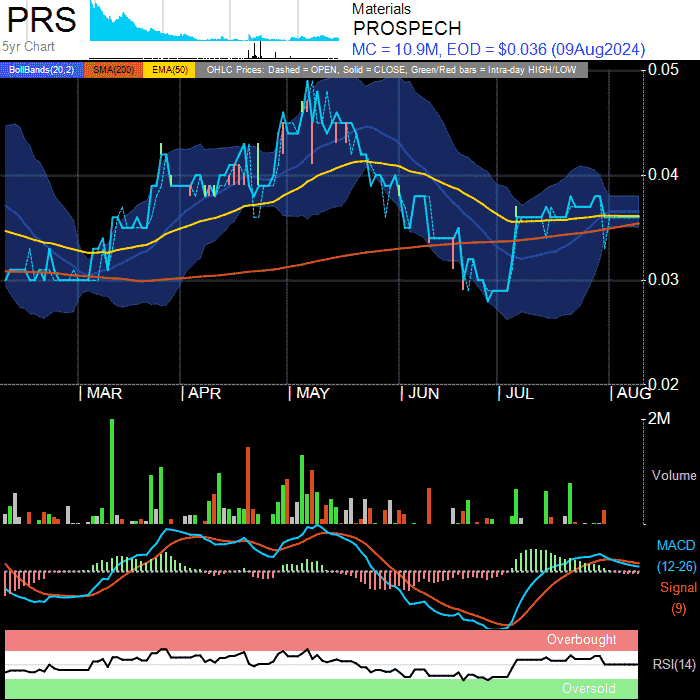 PRS
5yr Chart
Materials
PROSPECH
MC = 10.9M, EOD = $0.036 (09Aug2024)
BollBands(20,2) SMA(200) EMA(50) OHLC Prices: Dashed = OPEN, Solid = CLOSE, Green/Red bars = Intra-day HIGH/LOW
0.05
0.04
0.03
0.02
| MAR | APR | MAY | JUN | JUL | AUG
2M
Volume
MACD
(12-26)
Signal
(9)
Overbought
RSI(14)
Oversold